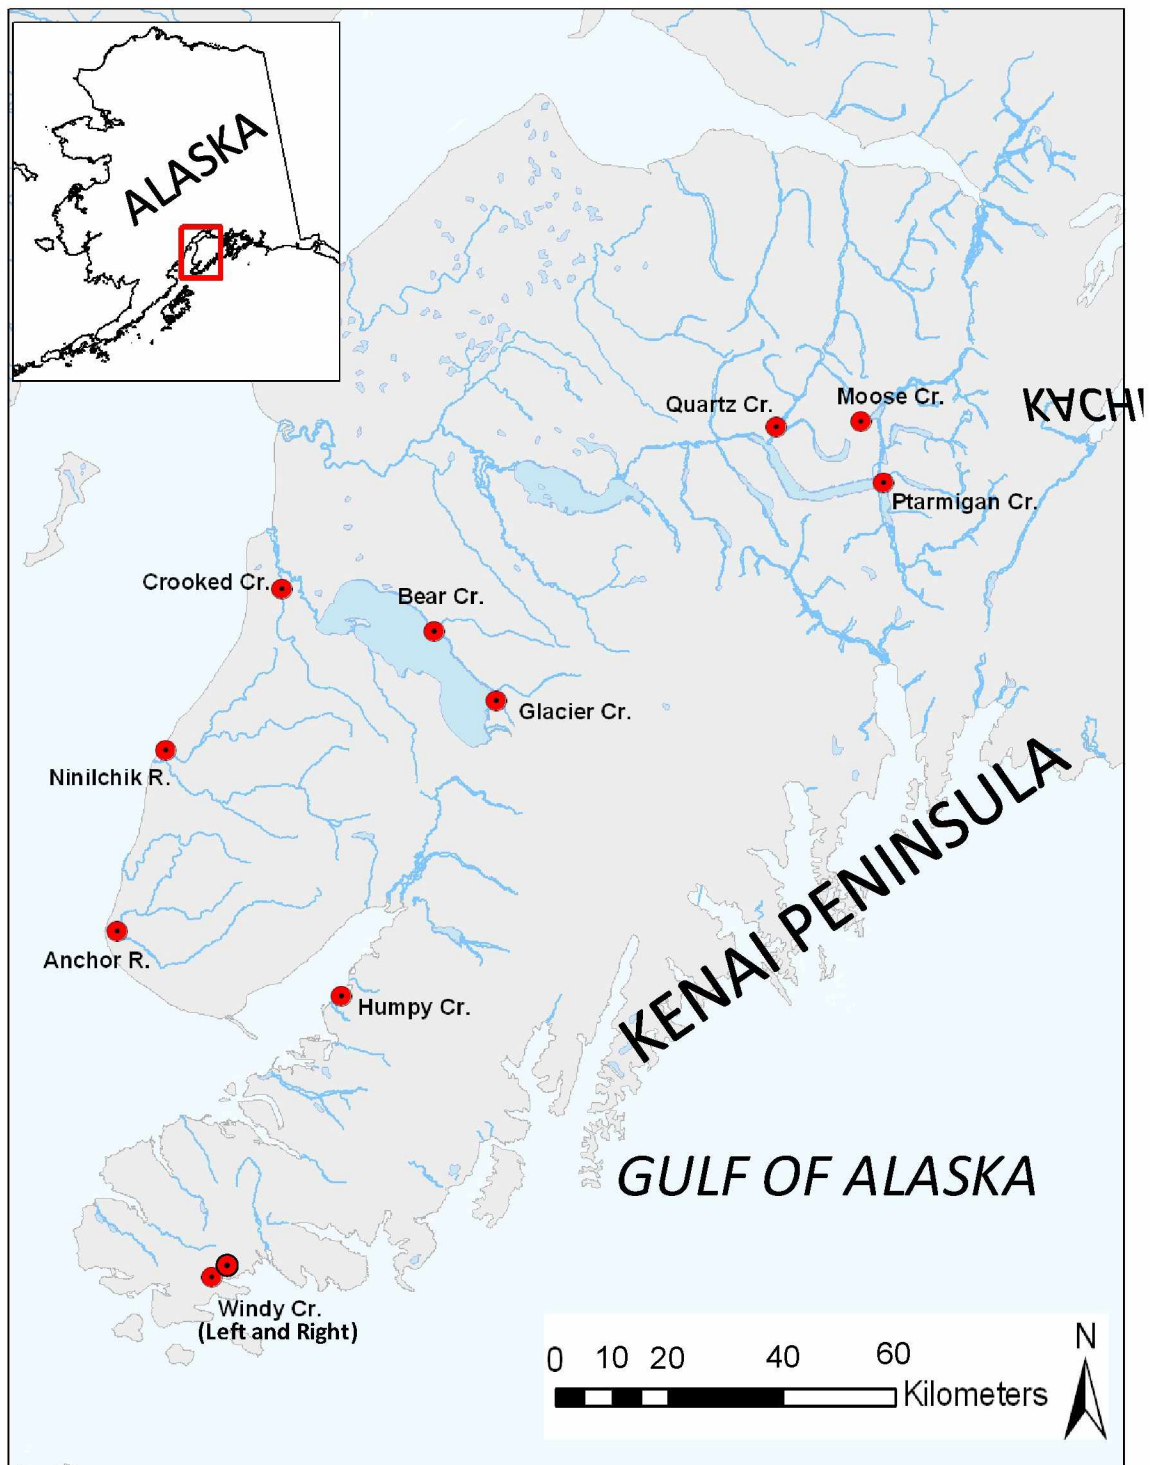 ALASKA
KACHI
Quartz Cr.
Moose Cr.
Ptarmigan Cr.
Crooked Cr.
Bear Cr.
Glacier Cr.
Ninilchik R.
KENAI PENINSULA
Anchor R.
Humpy Cr.
GULF OF ALASKA
Windy Cr.
(Left and Right)
0 10 20 40 60
Kilometers
N